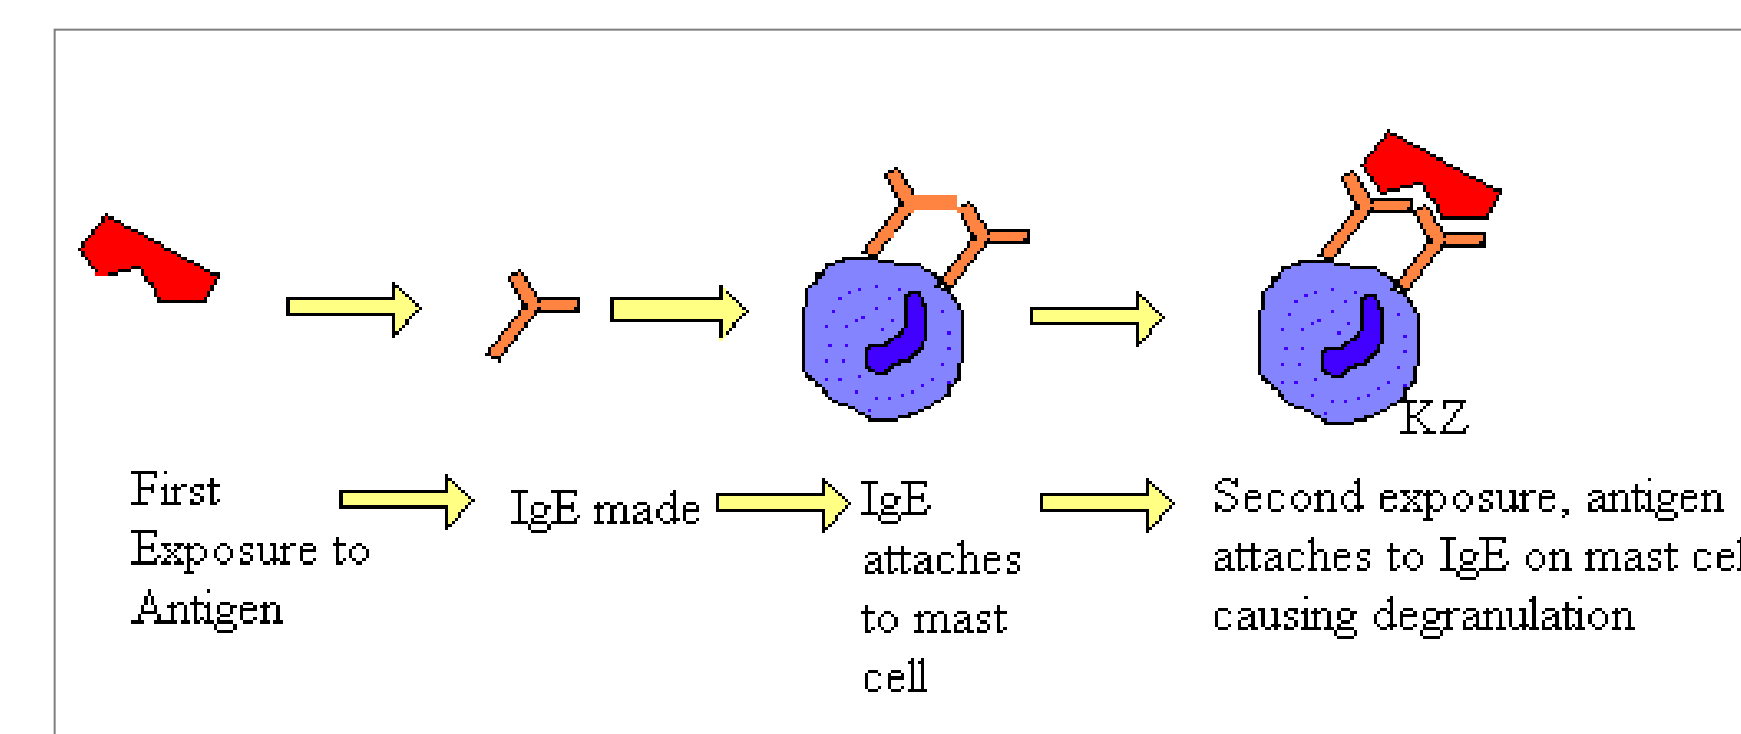 KZ
First
Exposure to
Antigen
IgE made
IgE
attaches
to mast
cell
Second exposure, antigen
attaches to IgE on mast cel
causing degranulation